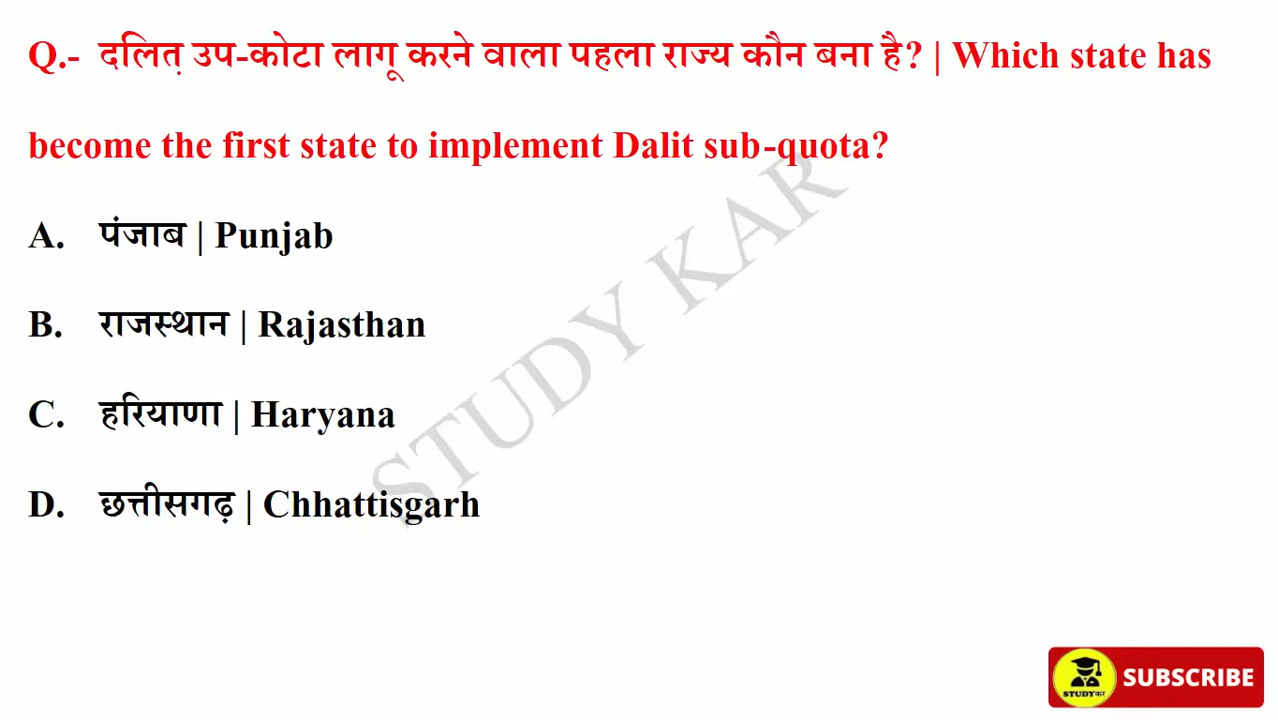 Q.- दलित़ उप-कोटा लागू करने वाला पहला राज्य कौन बना है? | Which state has
become the first state to implement Dalit sub-quota?
A. पंजाब | Punjab
B. राजस्थान | Rajasthan
C. हरियाणा | Haryana
D. छत्तीसगढ़ | Chhattisgarh
STUDY KAR
STUDYकर SUBSCRIBE